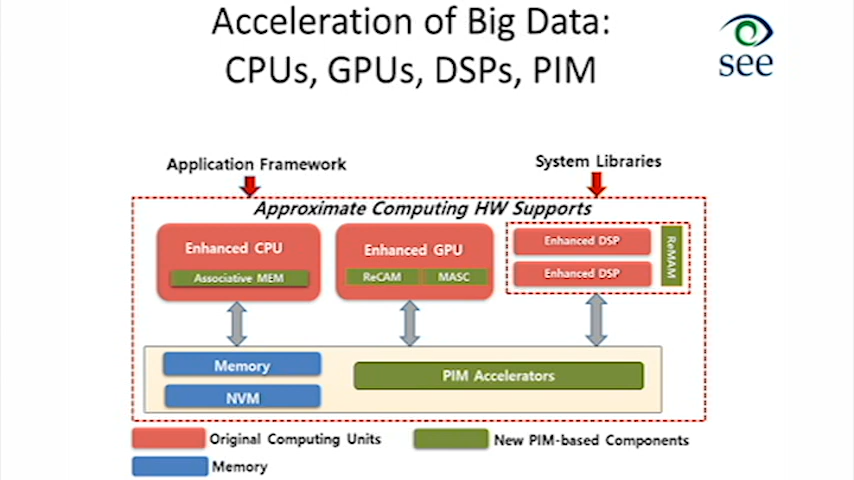 Acceleration of Big Data:
CPUs, GPUs, DSPs, PIM
see
Application Framework
System Libraries
Approximate Computing HW Supports
Enhanced CPU
Associative MEM
Enhanced GPU
ReCAM
MASC
Enhanced DSP
Enhanced DSP
ReMAM
Memory
NVM
PIM Accelerators
Original Computing Units
New PIM-based Components
Memory